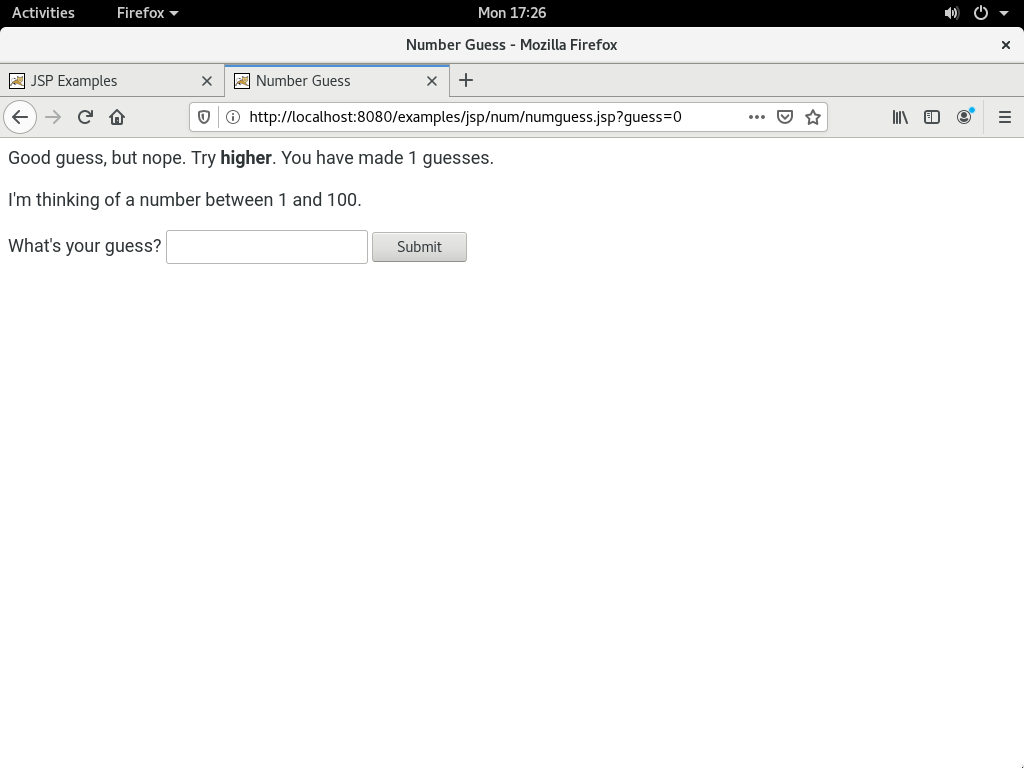 Activities Firefox Mon 17:26
Number Guess - Mozilla Firefox
JSP Examples Number Guess
http://localhost:8080/examples/jsp/num/numguess.jsp?guess=0
Good guess, but nope. Try higher. You have made 1 guesses.
I'm thinking of a number between 1 and 100.
What's your guess? Submit